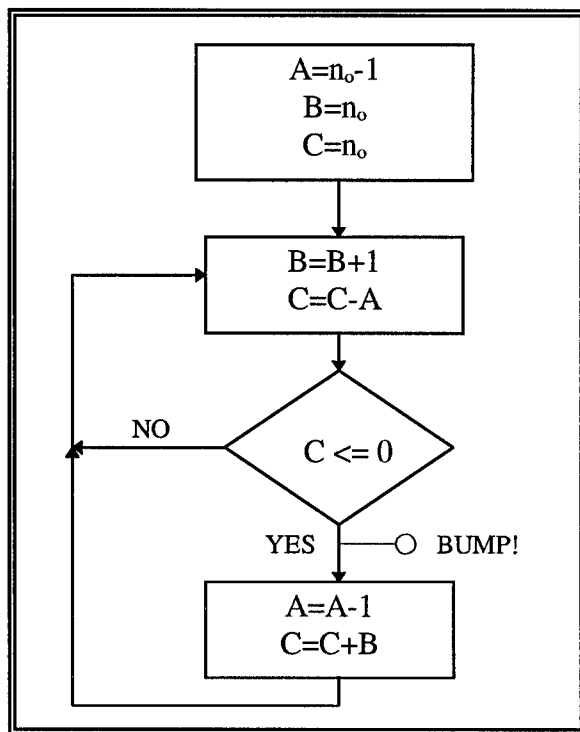 A=nₒ-1
B=nₒ
C=nₒ
B=B+1
C=C-A
NO
C <= 0
YES
BUMP!
A=A-1
C=C+B